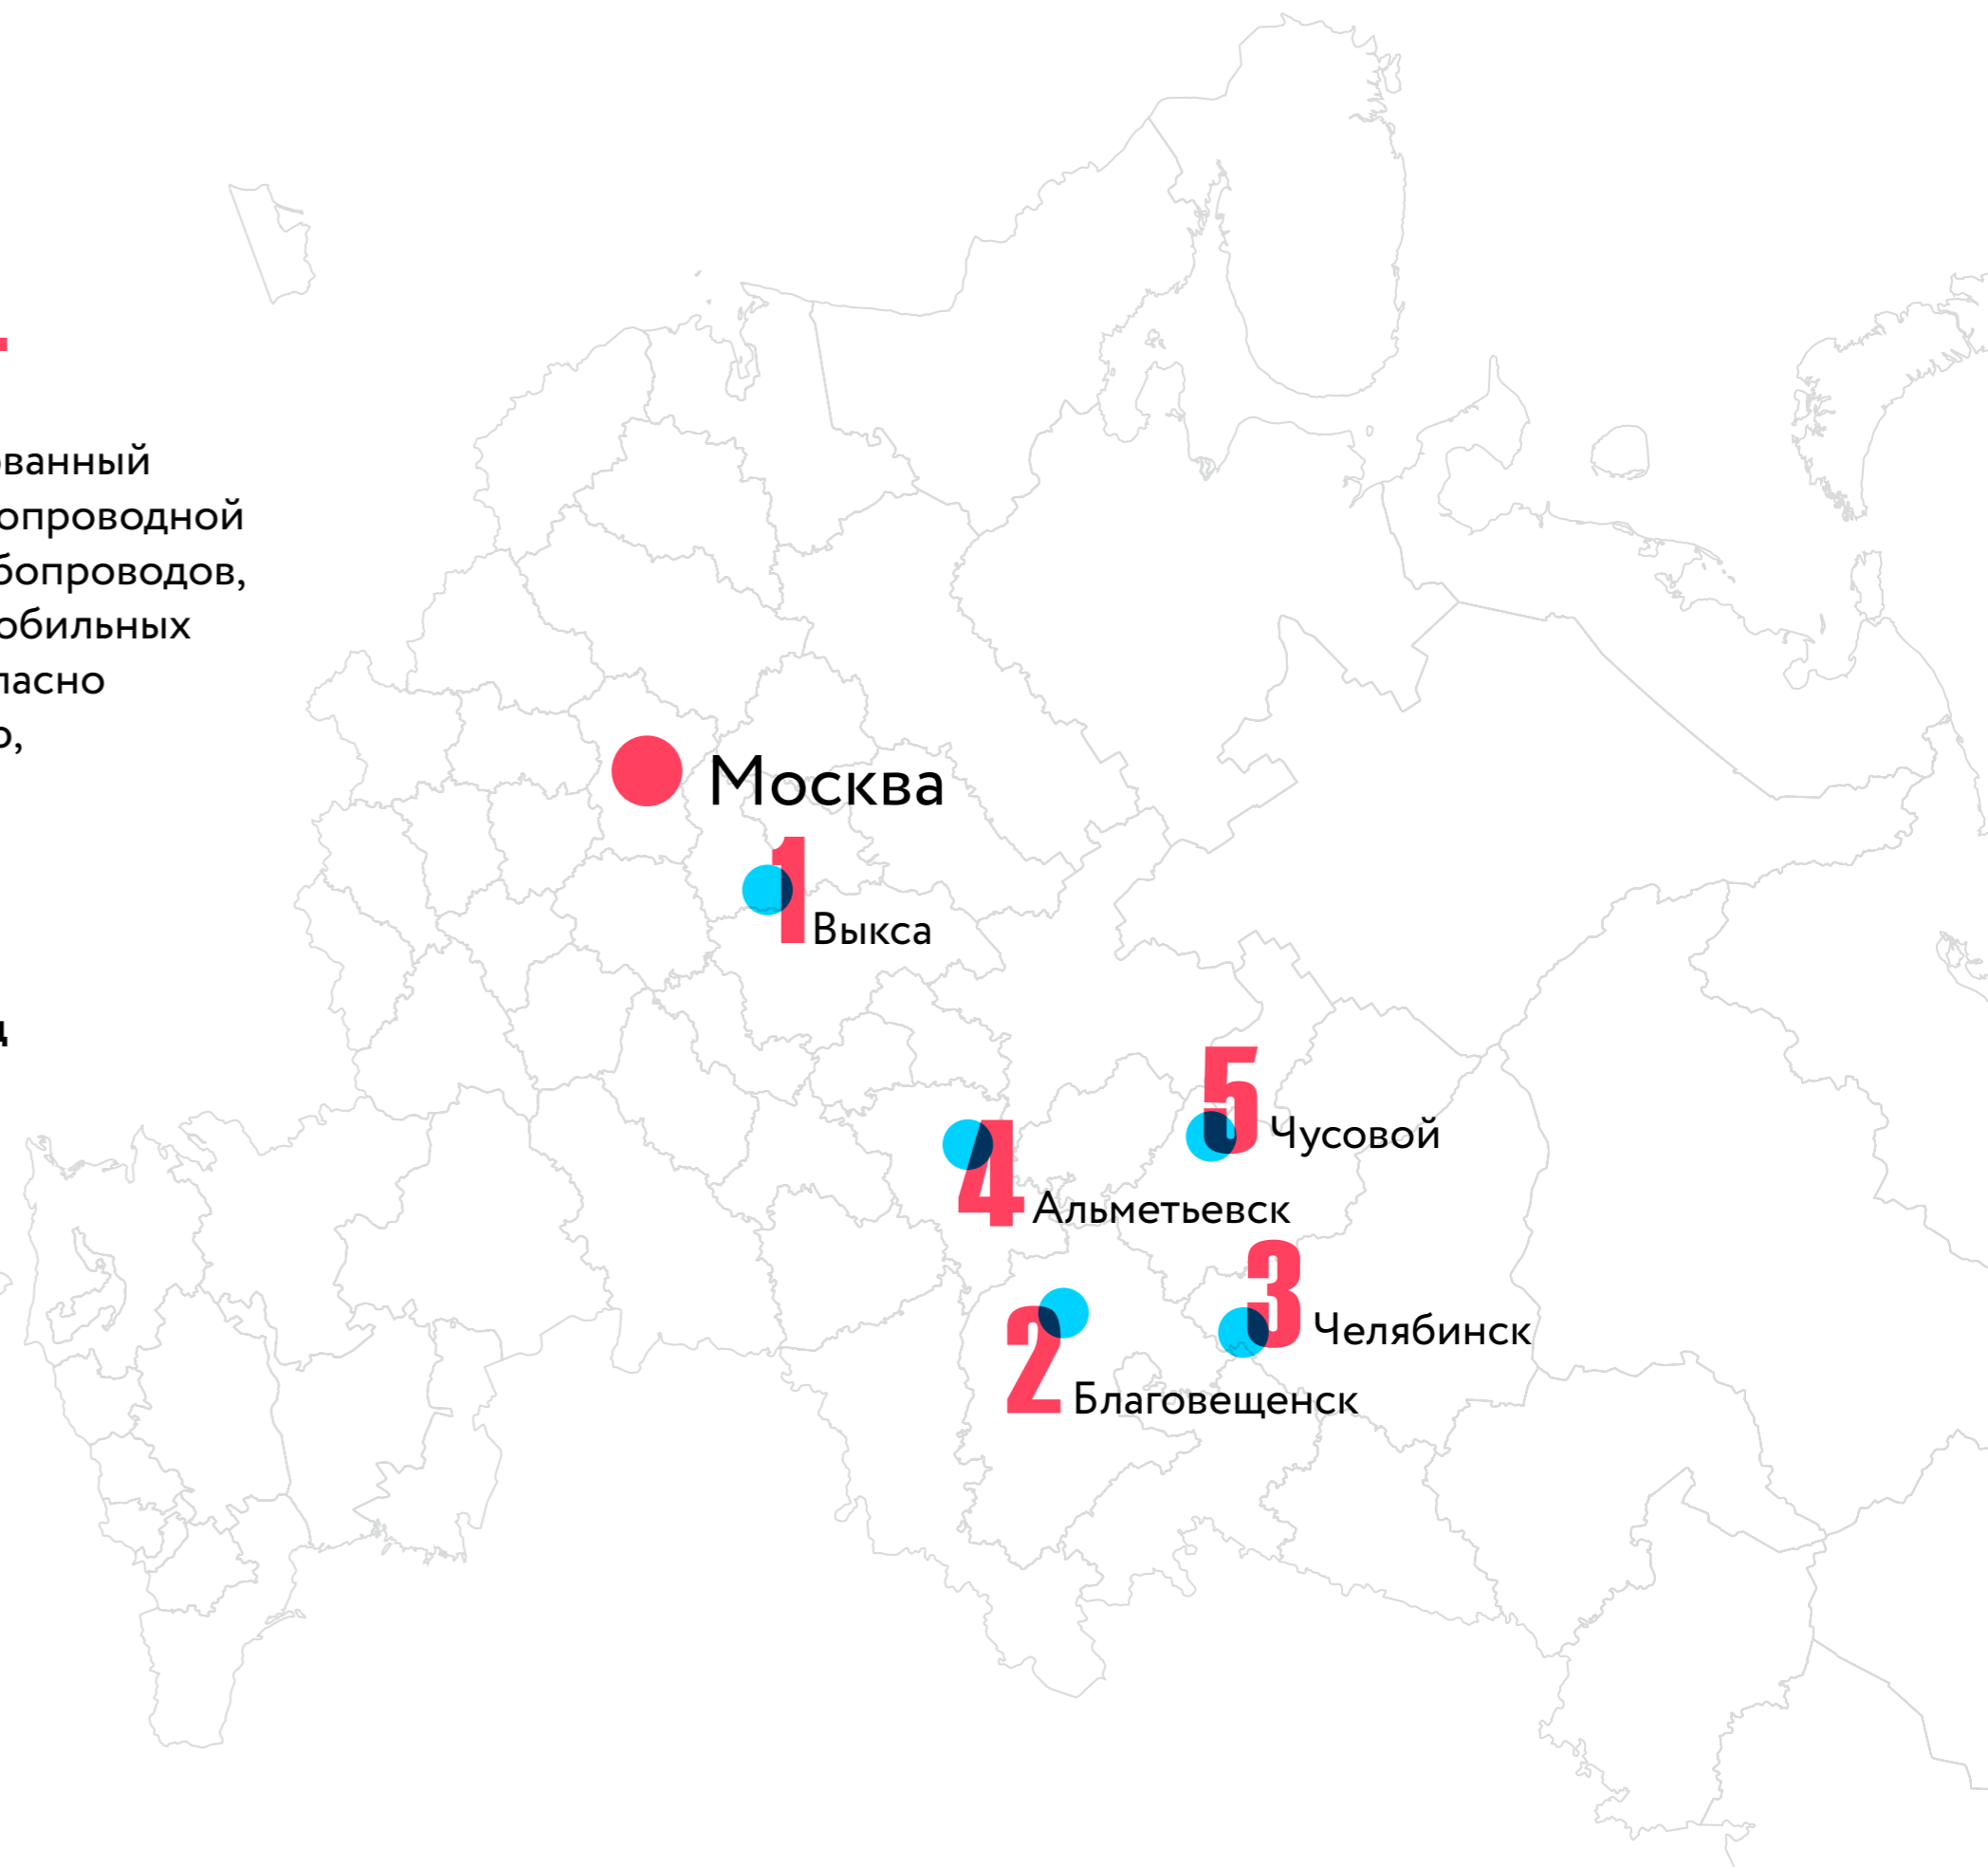 ованный
опроводной
бопроводов,
обильных
ласно
о,
д
Москва
1 Выкса
5 Чусовой
4 Альметьевск
3 Челябинск
2 Благовещенск